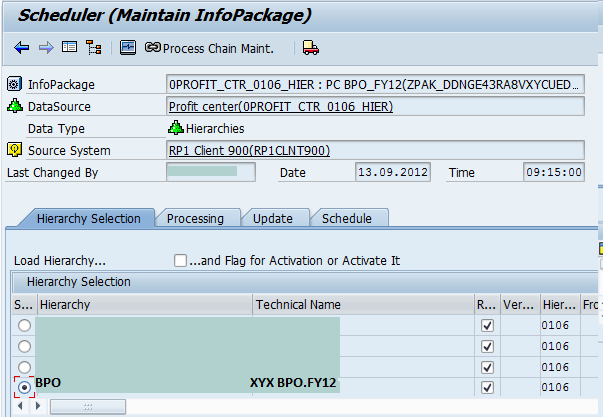 Scheduler (Maintain InfoPackage)
Process Chain Maint.
InfoPackage 0PROFIT_CTR_0106_HIER : PC BPO_FY12(ZPAK_DDNGE43RA8VXYCUED...
DataSource Profit center(0PROFIT_CTR_0106_HIER)
Data Type Hierarchies
Source System RP1 Client 900(RP1CLNT900)
Last Changed By Date 13.09.2012 Time 09:15:00
Hierarchy Selection Processing Update Schedule
Load Hierarchy... ...and Flag for Activation or Activate It
Hierarchy Selection
S... Hierarchy Technical Name R... Ver... Hier... Fro
0106
0106
0106
BPO XYX BPO.FY12 0106